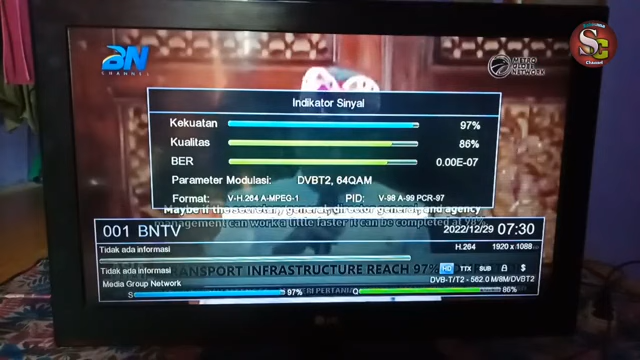 BN
CHANNEL
METRO
GLOBE
NETWORK
SG
Channel
Indikator Sinyal
Kekuatan 97%
Kualitas 86%
BER 0.00E-07
Parameter Modulasi: DVBT2, 64QAM
Format: V-H.264 A-MPEG-1 PID: V-98 A-99 PCR-97
Maybe if the secretary general, director general and agency
management can work a little faster it can be completed at 98%
001 BNTV 2022/12/29 07:30
Tidak ada informasi H.264 1920 x 1088
Tidak ada informasi HD TTX SUB $
TRANSPORT INFRASTRUCTURE REACH 97%
Media Group Network DVB-T/T2 - 562.0 M/8M/DVBT2
S 97% Q 86%
LG